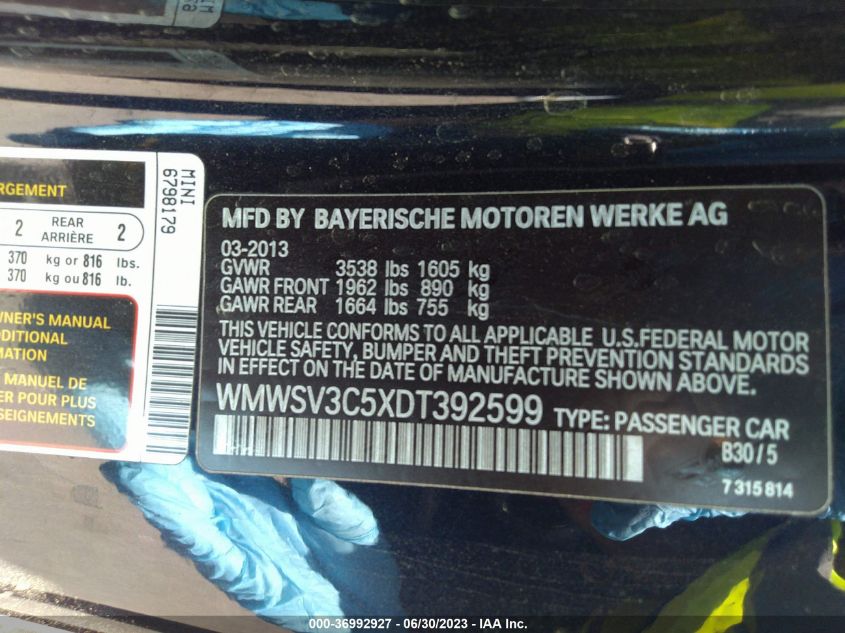 RGEMENT
2 REAR ARRIÈRE 2
370 kg or 816 lbs.
370 kg ou 816 lb.
WNER'S MANUAL
DDITIONAL
MATION
MANUEL DE
R POUR PLUS
SEIGNEMENTS
MINI
6798179
MFD BY BAYERISCHE MOTOREN WERKE AG
03-2013
GVWR 3538 lbs 1605 kg
GAWR FRONT 1962 lbs 890 kg
GAWR REAR 1664 lbs 755 kg
THIS VEHICLE CONFORMS TO ALL APPLICABLE U.S.FEDERAL MOTOR
VEHICLE SAFETY, BUMPER AND THEFT PREVENTION STANDARDS
IN EFFECT ON THE DATE OF MANUFACTURE SHOWN ABOVE.
WMWSV3C5XDT392599 TYPE: PASSENGER CAR
B30/5
7315814
000-36992927 - 06/30/2023 - IAA Inc.